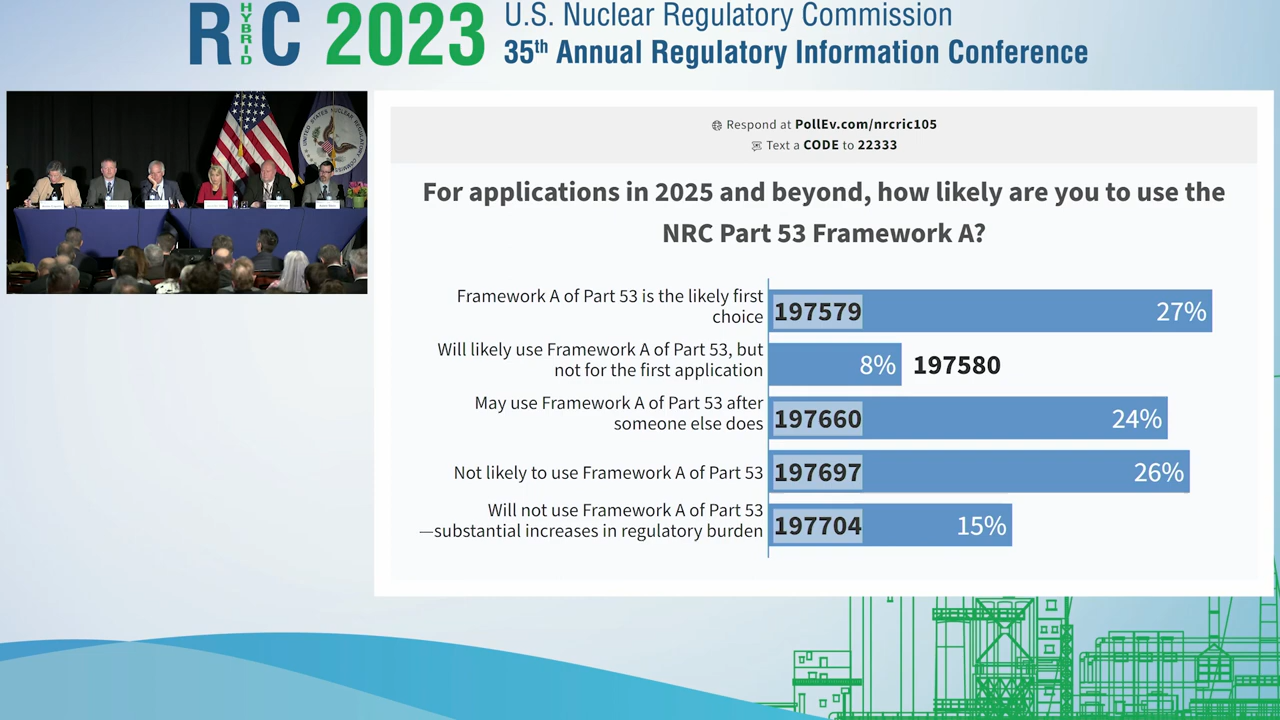 RIC 2023
HYBRID
U.S. Nuclear Regulatory Commission
35th Annual Regulatory Information Conference
Respond at PollEv.com/nrcric105
Text a CODE to 22333
For applications in 2025 and beyond, how likely are you to use the
NRC Part 53 Framework A?
Framework A of Part 53 is the likely first
choice
197579 27%
Will likely use Framework A of Part 53, but
not for the first application
8% 197580
May use Framework A of Part 53 after
someone else does
197660 24%
Not likely to use Framework A of Part 53
197697 26%
Will not use Framework A of Part 53
—substantial increases in regulatory burden
197704 15%
UNITED STATES NUCLEAR REGULATORY COMMISSION